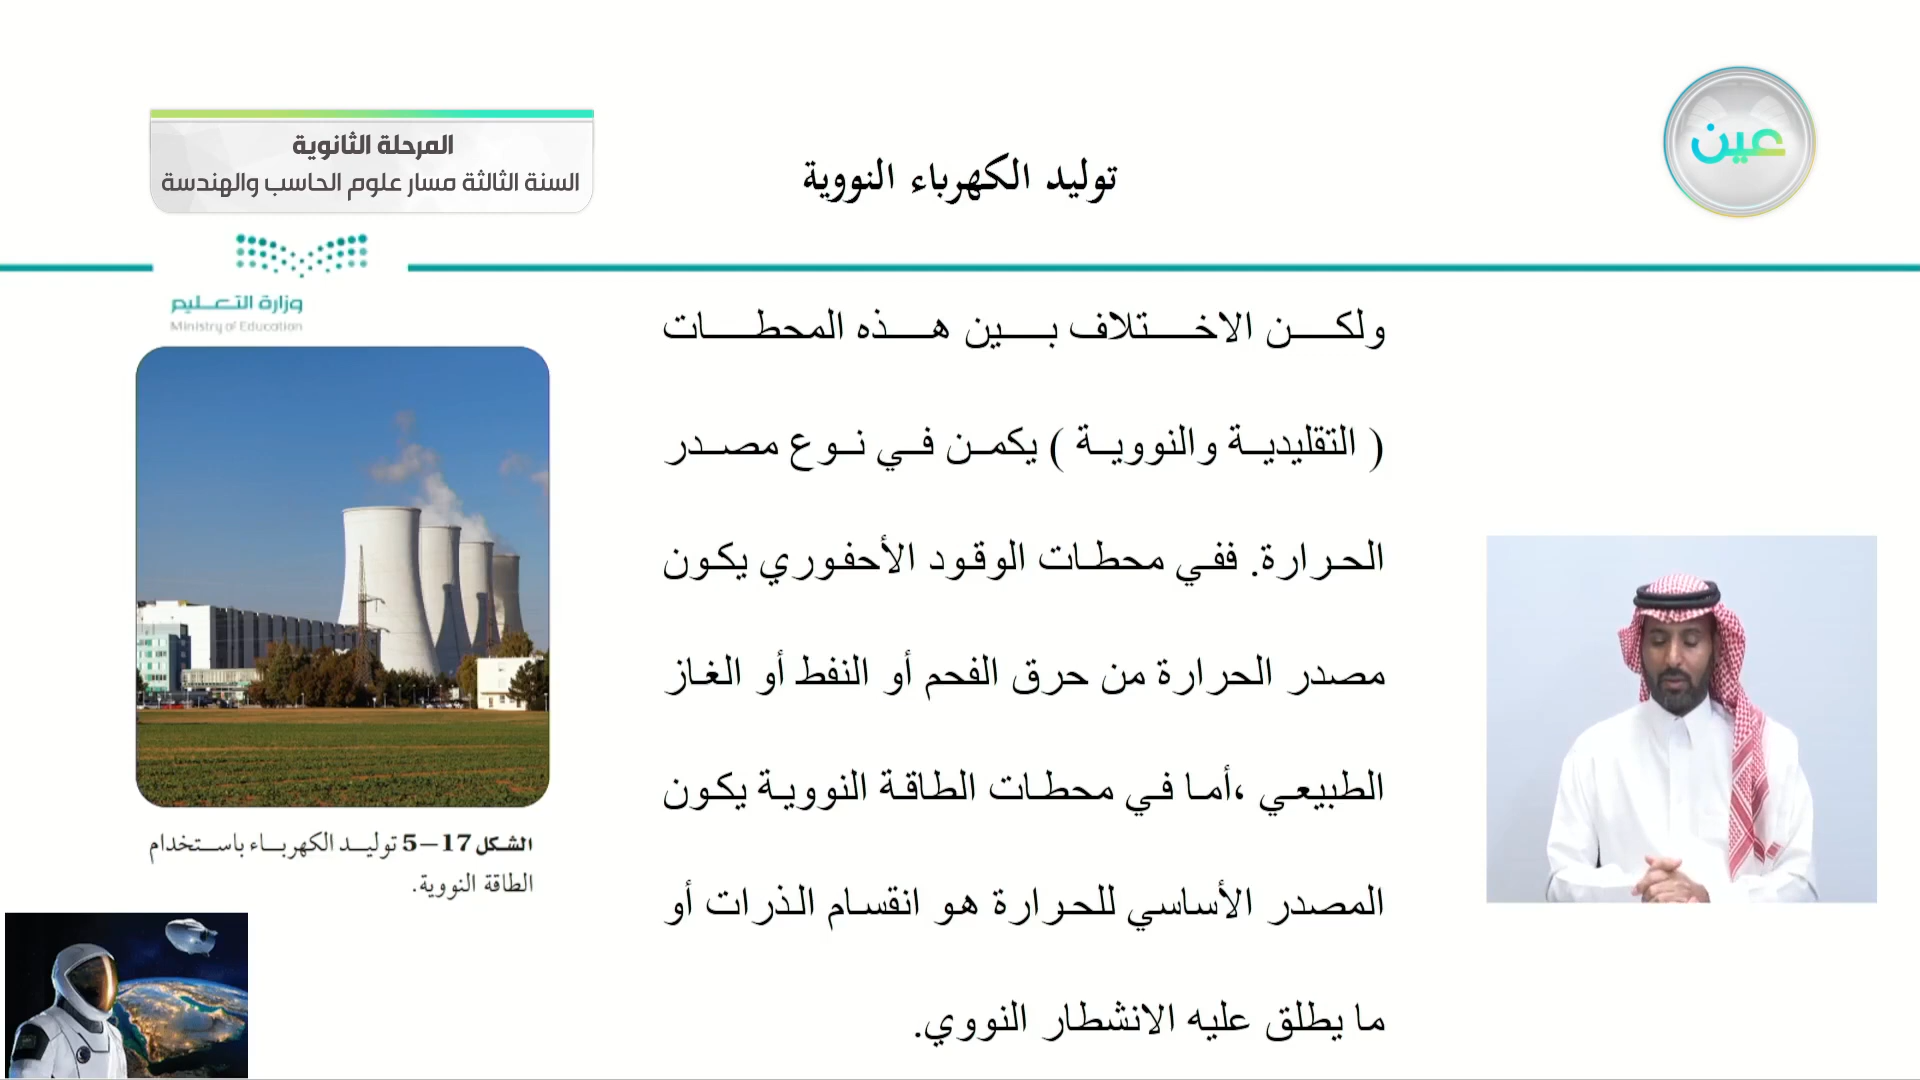 المرحلة الثانوية
السنة الثالثة مسار علوم الحاسب والهندسة
توليد الكهرباء النووية
عين
وزارة التعليم
Ministry of Education
ولكن الاختلاف بين هذه المحطات
( التقليدية والنووية ) يكمن في نوع مصدر
الحرارة. ففي محطات الوقود الأحفوري يكون
مصدر الحرارة من حرق الفحم أو النفط أو الغاز
الطبيعي ،أما في محطات الطاقة النووية يكون
المصدر الأساسي للحرارة هو انقسام الذرات أو
ما يطلق عليه الانشطار النووي.
الشكل 17–5 توليد الكهرباء باستخدام
الطاقة النووية.